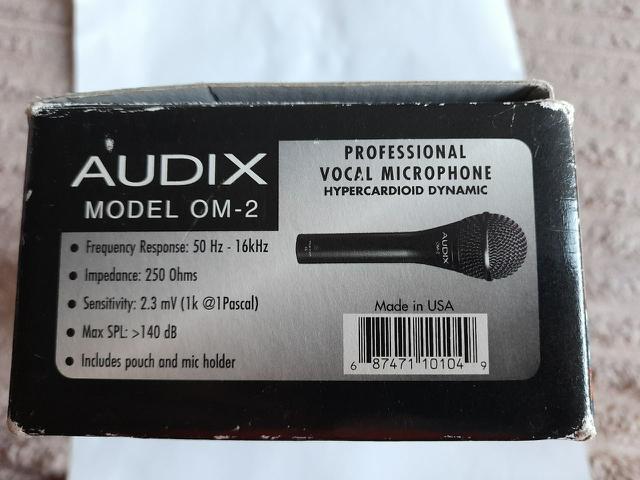 AUDIX
MODEL OM-2
PROFESSIONAL
VOCAL MICROPHONE
HYPERCARDIOID DYNAMIC
• Frequency Response: 50 Hz - 16kHz
• Impedance: 250 Ohms
• Sensitivity: 2.3 mV (1k @1Pascal)
• Max SPL: >140 dB
• Includes pouch and mic holder
AUDIX
OM-2
Made in USA
6 87471 10104 9